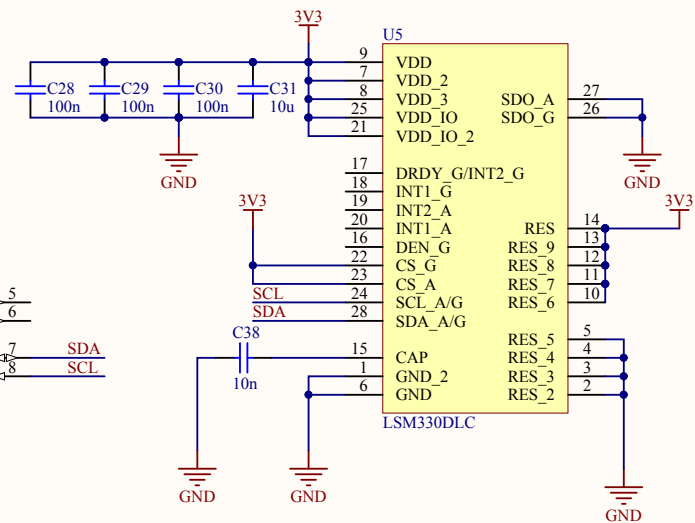 3V3
U5
9 VDD
7 VDD_2
8 VDD_3 SDO_A 27
25 VDD_IO SDO_G 26
21 VDD_IO_2
C28 C29 C30 C31
100n 100n 100n 10u
GND
GND
17 DRDY_G/INT2_G
18 INT1_G
19 INT2_A
3V3
3V3
20 INT1_A RES 14
16 DEN_G RES_9 13
22 CS_G RES_8 12
23 CS_A RES_7 11
SCL 24 SCL_A/G RES_6 10
SDA 28 SDA_A/G
5
6
C38
10n
RES_5 5
7 SDA
15 CAP RES_4 4
8 SCL
1 GND_2 RES_3 3
6 GND RES_2 2
LSM330DLC
GND
GND
GND